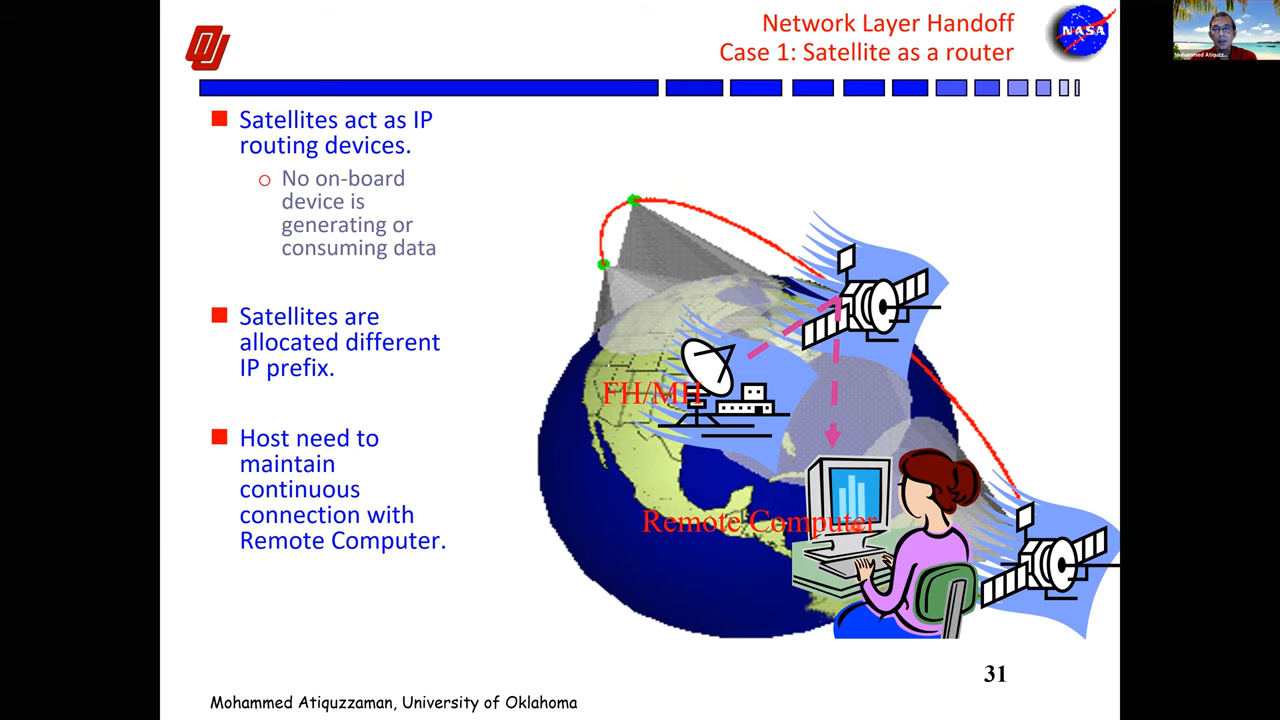 Network Layer Handoff
Case 1: Satellite as a router
NASA
Mohammed Atiquzz...
Satellites act as IP
routing devices.
No on-board
device is
generating or
consuming data
Satellites are
allocated different
IP prefix.
Host need to
maintain
continuous
connection with
Remote Computer.
FH/MH
Remote Computer
31
Mohammed Atiquzzaman, University of Oklahoma